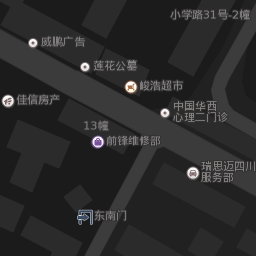 小学路31号-2幢
威鹏广告
莲花公墓
峻浩超市
佳信房产
中国华西
心理二门诊
13幢
前锋维修部
瑞思迈四川
服务部
东南门